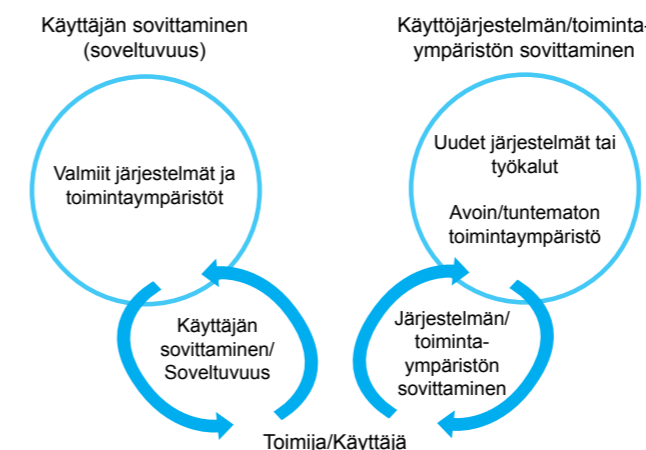 Käyttäjän sovittaminen
(soveltuvuus)
Käyttöjärjestelmän/toiminta-
ympäristön sovittaminen
Valmiit järjestelmät ja
toimintaympäristöt
Uudet järjestelmät tai
työkalut
Avoin/tuntematon
toimintaympäristö
Käyttäjän
sovittaminen/
Soveltuvuus
Järjestelmän/
toiminta-
ympäristön
sovittaminen
Toimija/Käyttäjä